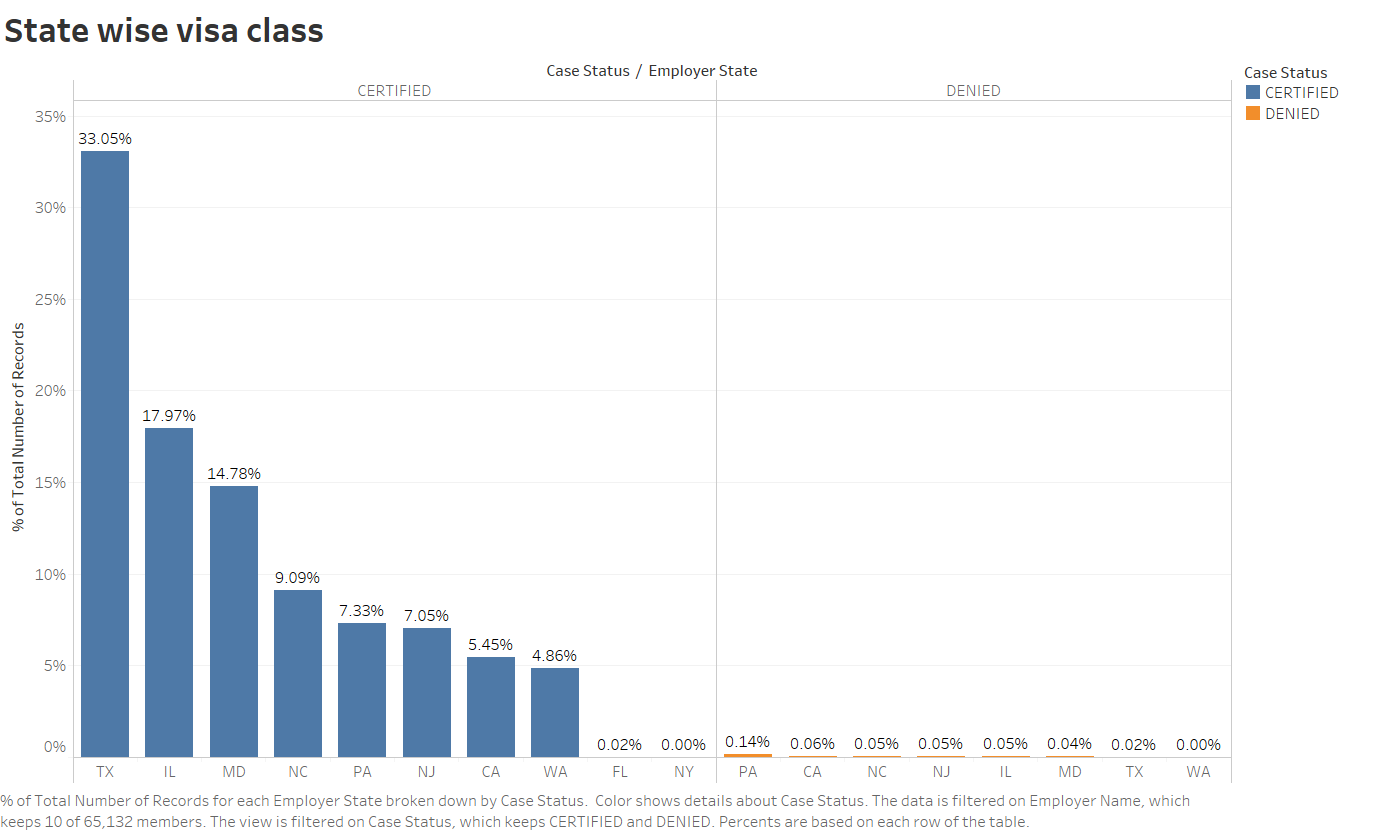 State wise visa class
Case Status / Employer State
CERTIFIED DENIED
Case Status
CERTIFIED
DENIED
% of Total Number of Records
35%
30%
25%
20%
15%
10%
5%
0%
33.05%
17.97%
14.78%
9.09%
7.33%
7.05%
5.45%
4.86%
0.02%
0.00%
0.14%
0.06%
0.05%
0.05%
0.05%
0.04%
0.02%
0.00%
TX IL MD NC PA NJ CA WA FL NY PA CA NC NJ IL MD TX WA
% of Total Number of Records for each Employer State broken down by Case Status.  Color shows details about Case Status. The data is filtered on Employer Name, which
keeps 10 of 65,132 members. The view is filtered on Case Status, which keeps CERTIFIED and DENIED. Percents are based on each row of the table.